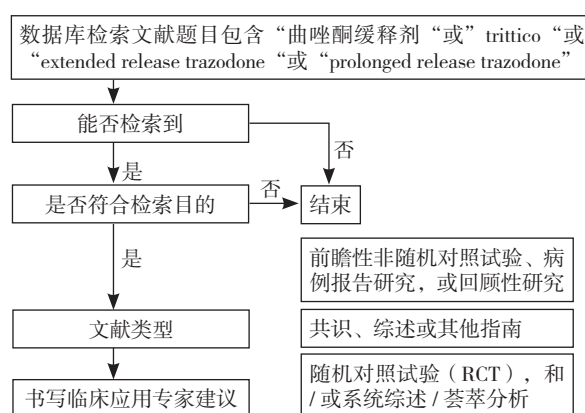 数据库检索文献题目包含“曲唑酮缓释剂“或”trittico“或
“extended release trazodone“或“prolonged release trazodone”
能否检索到
否
是
是否符合检索目的
否
结束
是
前瞻性非随机对照试验、病
例报告研究，或回顾性研究
文献类型
共识、综述或其他指南
书写临床应用专家建议
随机对照试验（RCT），和
/或系统综述/荟萃分析